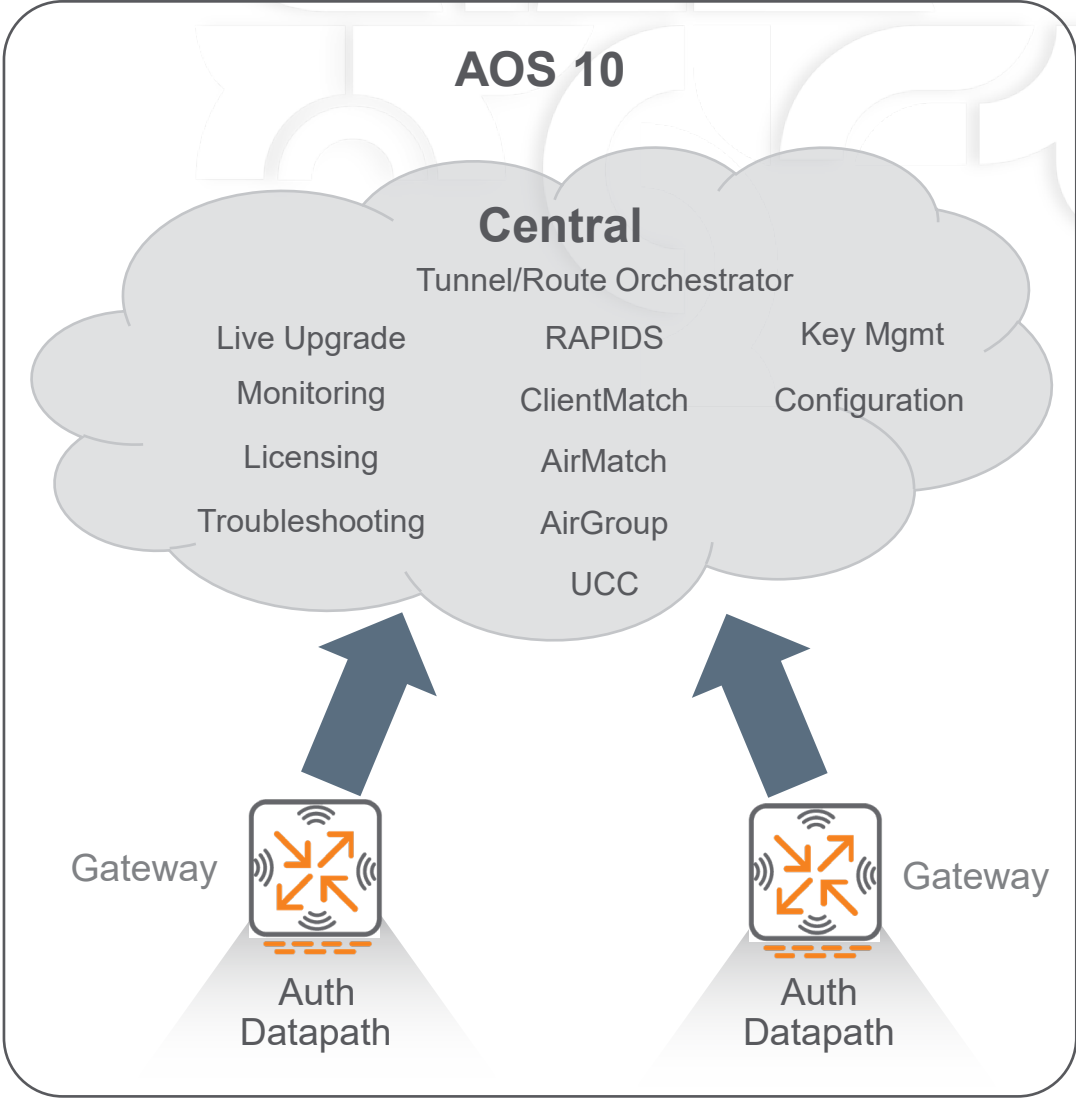 AOS 10
Central
Tunnel/Route Orchestrator
Live Upgrade
RAPIDS
Key Mgmt
Monitoring
ClientMatch
Configuration
Licensing
AirMatch
Troubleshooting
AirGroup
UCC
Gateway
Gateway
Auth
Datapath
Auth
Datapath